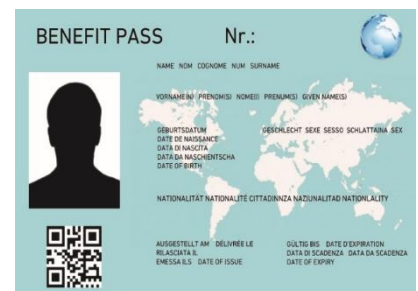 BENEFIT PASS Nr.:
NAME NOM COGNOME NUM SURNAME
VORNAME(N) PRENOM(S) NOME(I) PRENUM(S) GIVEN NAME(S)
GEBURTSDATUM GESCHLECHT SEXE SESSO SCHLATTAINA SEX
DATE DE NAISSANCE
DATA DI NASCITA
DATA DA NASCHIENTSCHA
DATE OF BIRTH
NATIONALITÄT NATIONALITÉ CITTADINNZA NAZIUNALITAD NATIONLALITY
AUSGESTELLT AM DÉLIVRÉE LE GÜLTIG BIS DATE D'EXPIRATION
RILASCIATA IL DATA DI SCADENZA DATA DA SCADENZA
EMESSA ILS DATE OF ISSUE DATE OF EXPIRY